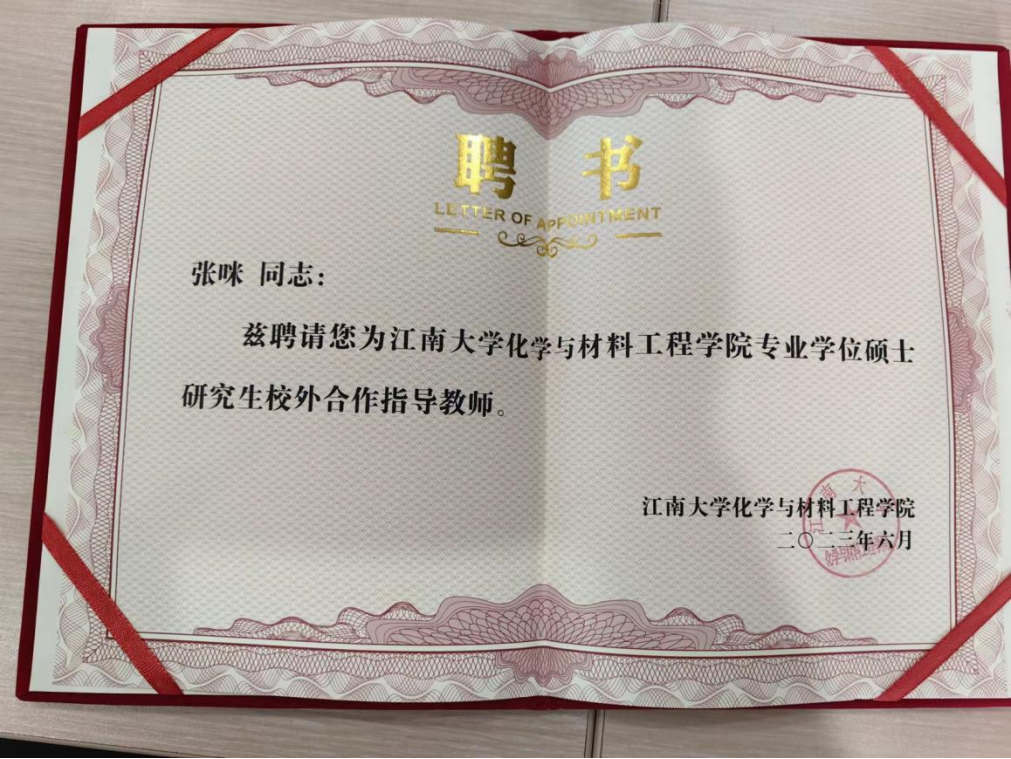 聘书
LETTER OF APPOINTMENT
张咪 同志：
兹聘请您为江南大学化学与材料工程学院专业学位硕士
研究生校外合作指导教师。
江南大学化学与材料工程学院
二〇二三年六月